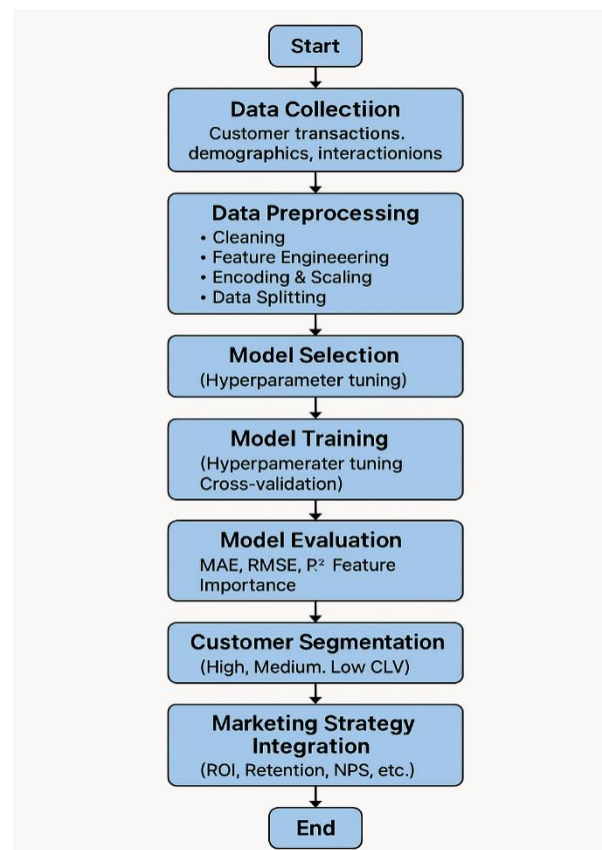 Start
Data Collectiion
Customer transactions.
demographics, interactionions
Data Preprocessing
• Cleaning
• Feature Engineeering
• Encoding & Scaling
• Data Splitting
Model Selection
(Hyperparameter tuning)
Model Training
(Hyperpamerater tuning
Cross-validation)
Model Evaluation
MAE, RMSE, P.² Feature
Importance
Customer Segmentation
(High, Medium. Low CLV)
Marketing Strategy
Integration
(ROI, Retention, NPS, etc.)
End